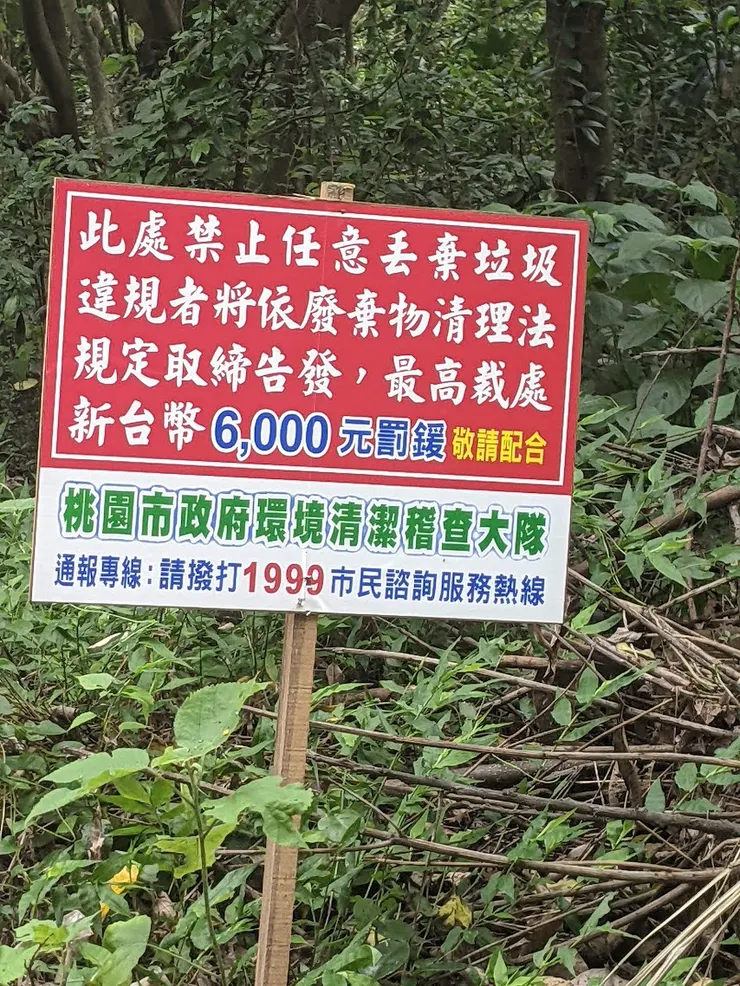 此處禁止任意丟棄垃圾
違規者將依廢棄物清理法
規定取締告發，最高裁處
新台幣6,000元罰鍰 敬請配合
桃園市政府環境清潔稽查大隊
通報專線：請撥打1999市民諮詢服務熱線